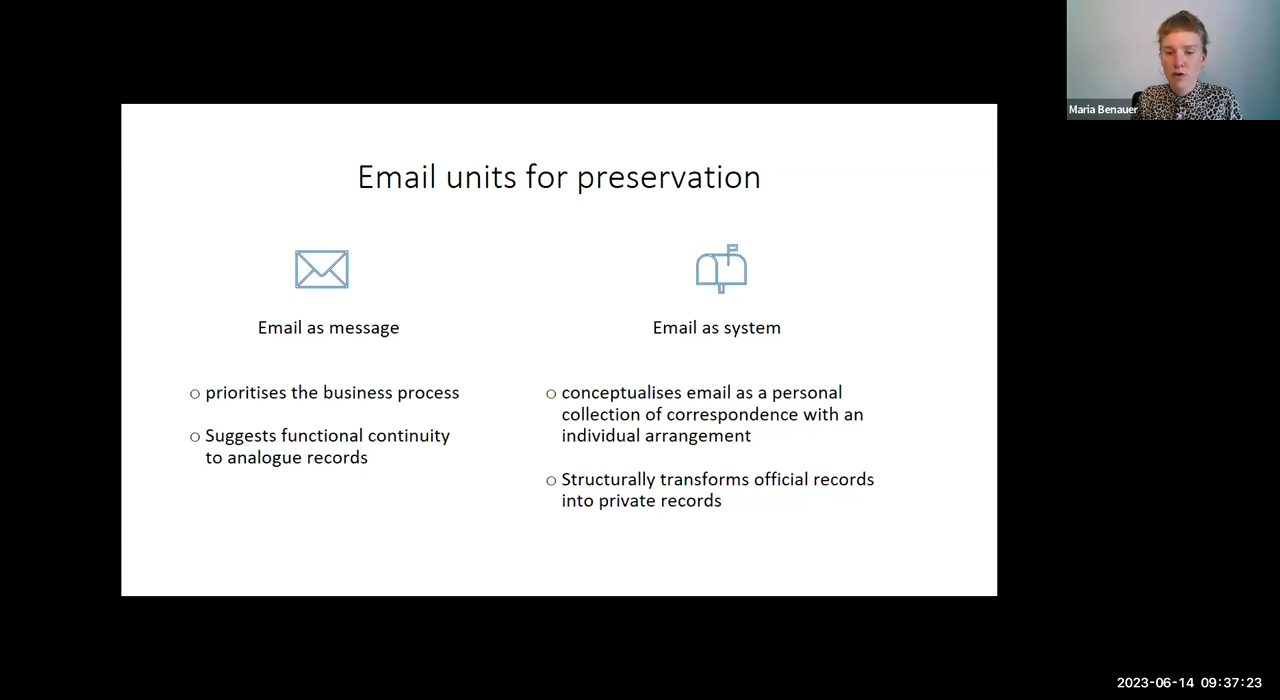 Email units for preservation
Email as message
○ prioritises the business process
○ Suggests functional continuity
to analogue records
Email as system
○ conceptualises email as a personal
collection of correspondence with an
individual arrangement
○ Structurally transforms official records
into private records
Maria Benauer
2023-06-14 09:37:23